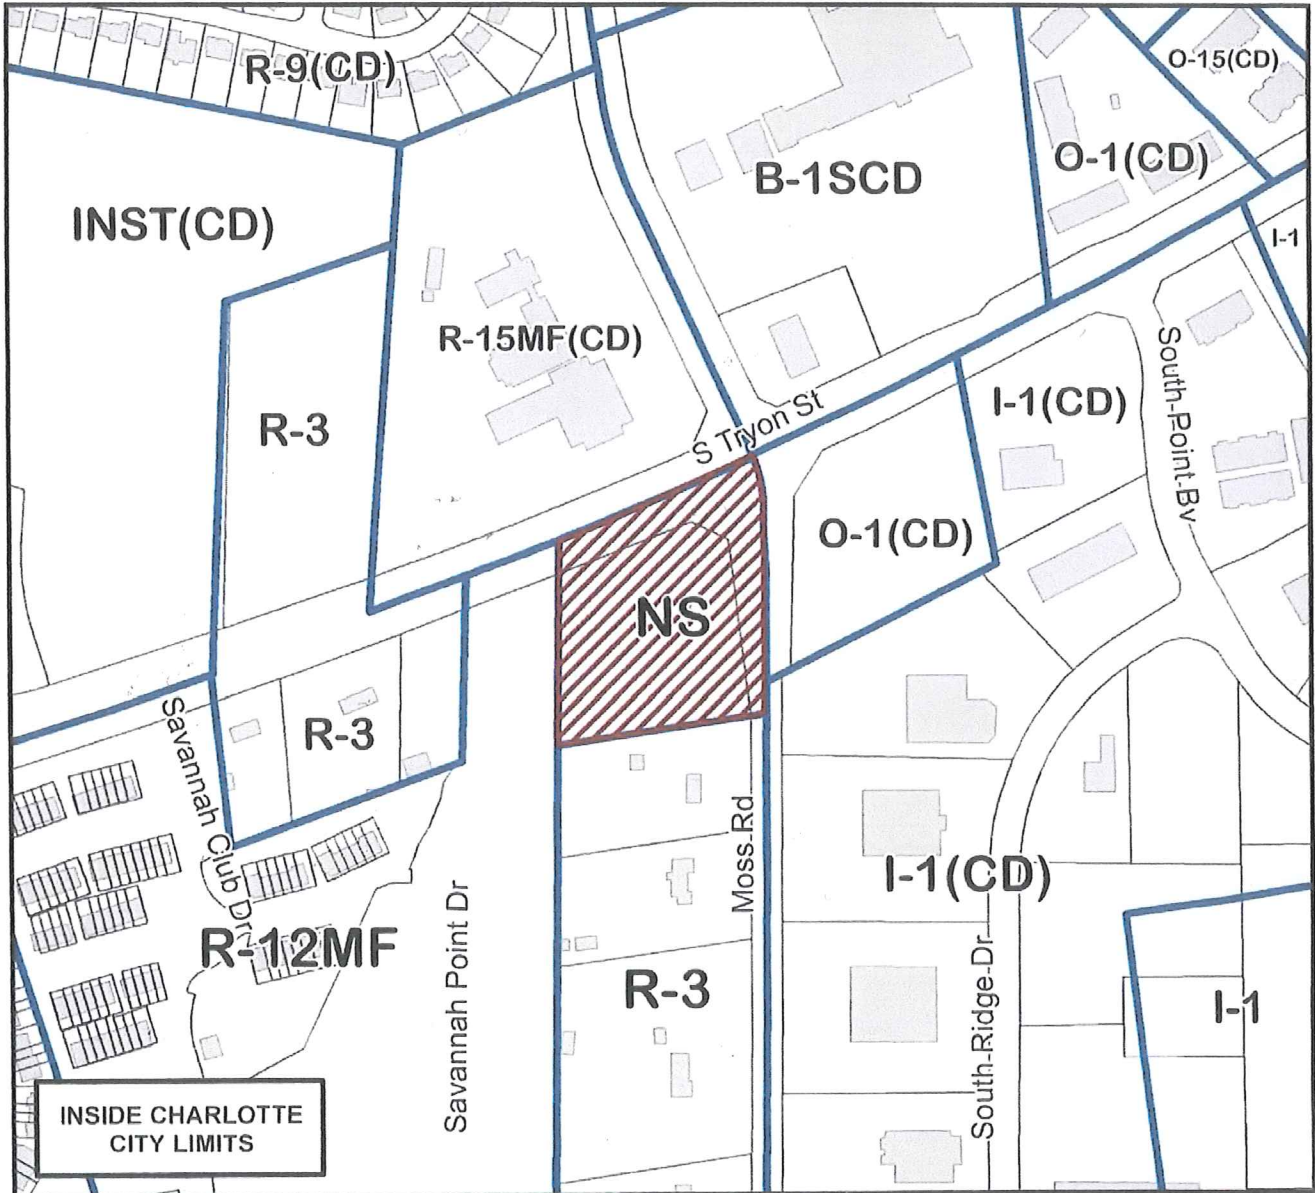 R-9(CD)
O-15(CD)
O-1(CD)
B-1SCD
INST(CD)
I-1
R-15MF(CD)
South-Point-Bv
I-1(CD)
S Tryon St
R-3
O-1(CD)
NS
Savannah Club Dr
R-3
Moss Rd
I-1(CD)
Savannah Point Dr
R-12MF
South-Ridge-Dr
R-3
I-1
INSIDE CHARLOTTE
CITY LIMITS